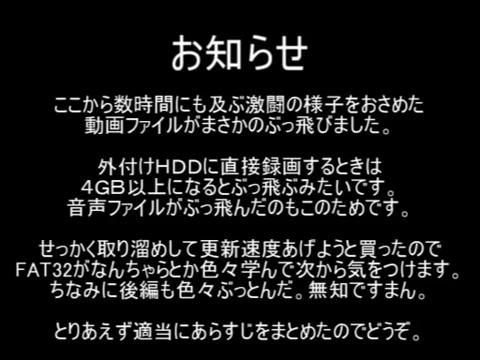 お知らせ
ここから数時間にも及ぶ激闘の様子をおさめた
動画ファイルがまさかのぶっ飛びました。
外付けHDDに直接録画するときは
4GB以上になるとぶっ飛ぶみたいです。
音声ファイルがぶっ飛んだのもこのためです。
せっかく取り溜めして更新速度あげようと買ったので
FAT32がなんちゃらとか色々学んで次から気をつけます。
ちなみに後編も色々ぶっとんだ。無知ですまん。
とりあえず適当にあらすじをまとめたのでどうぞ。